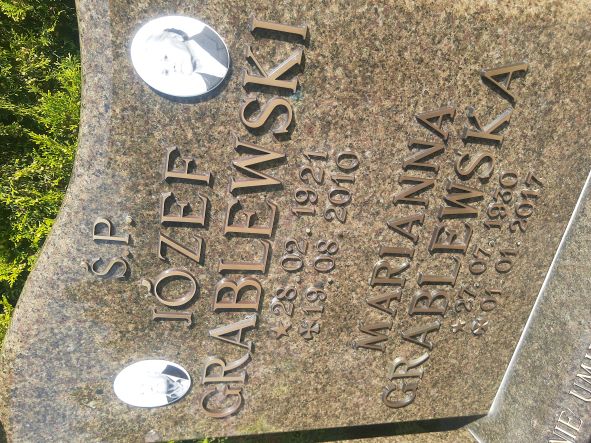 Ś.P.
JÓZEF
GRABLEWSKI
* 28.02.1921
19.08.2010
MARIANNA
GRABLEWSKA
* 27.07.1930
01.01.2017